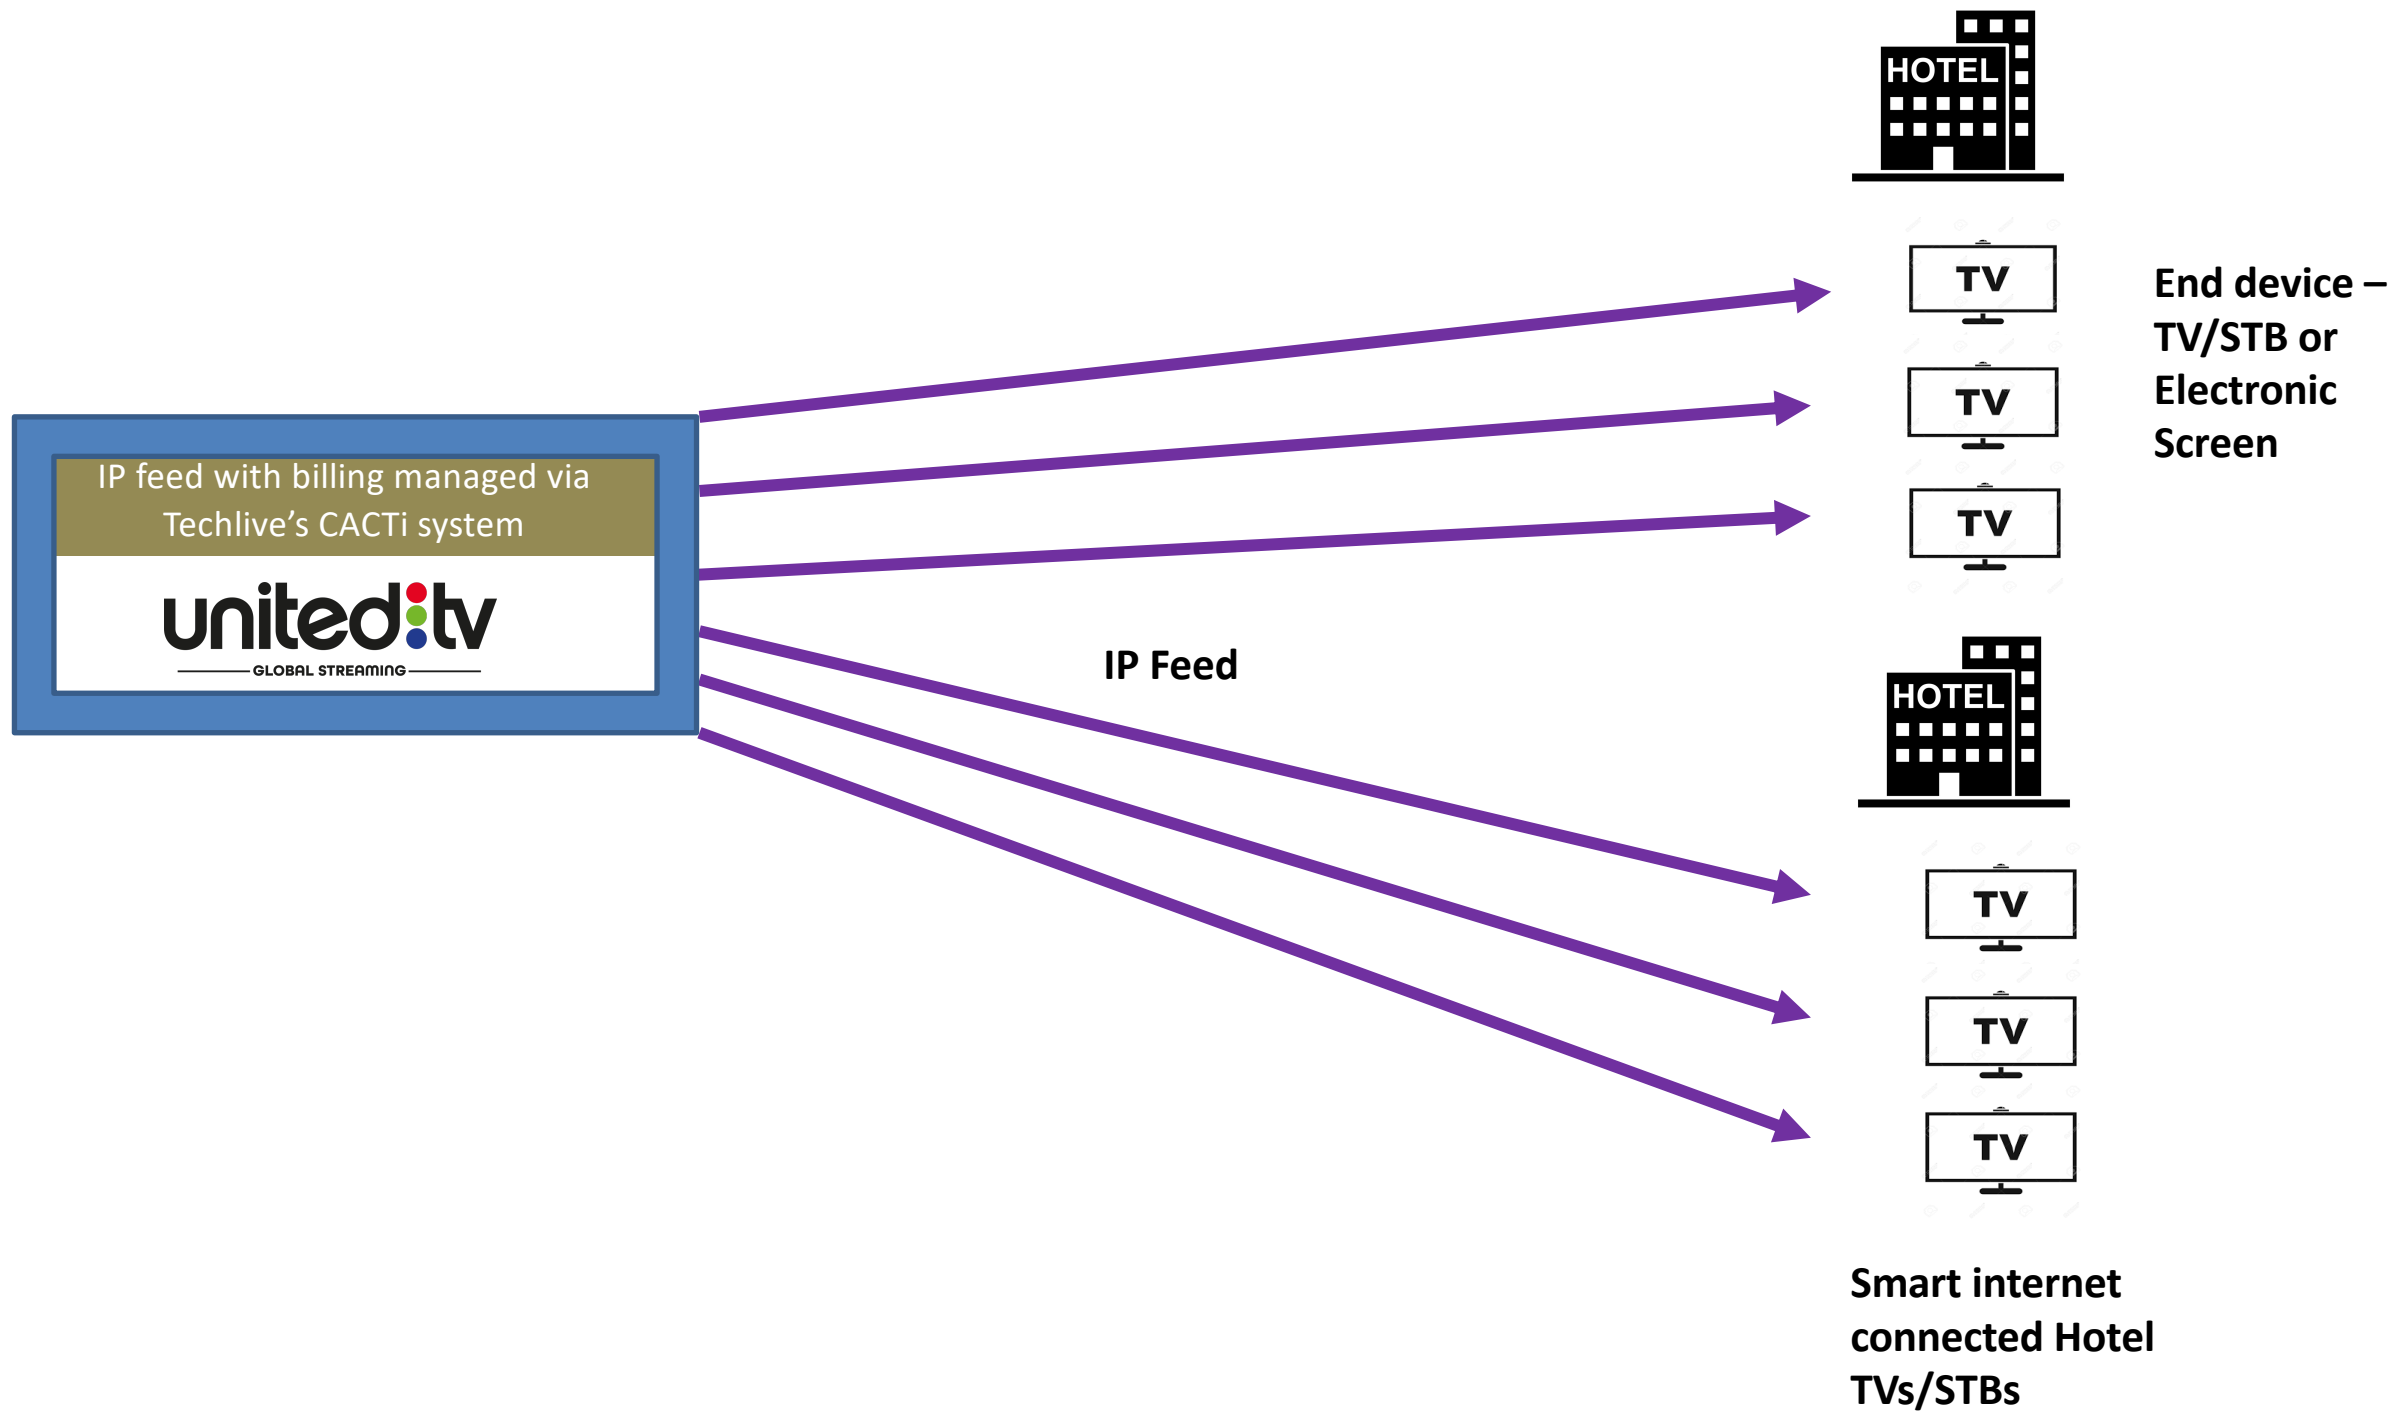 HOTEL
TV
End device –
TV/STB or
Electronic
Screen
TV
TV
IP feed with billing managed via
Techlive's CACTi system
united:tv
GLOBAL STREAMING
IP Feed
HOTEL
TV
TV
TV
Smart internet
connected Hotel
TVs/STBs